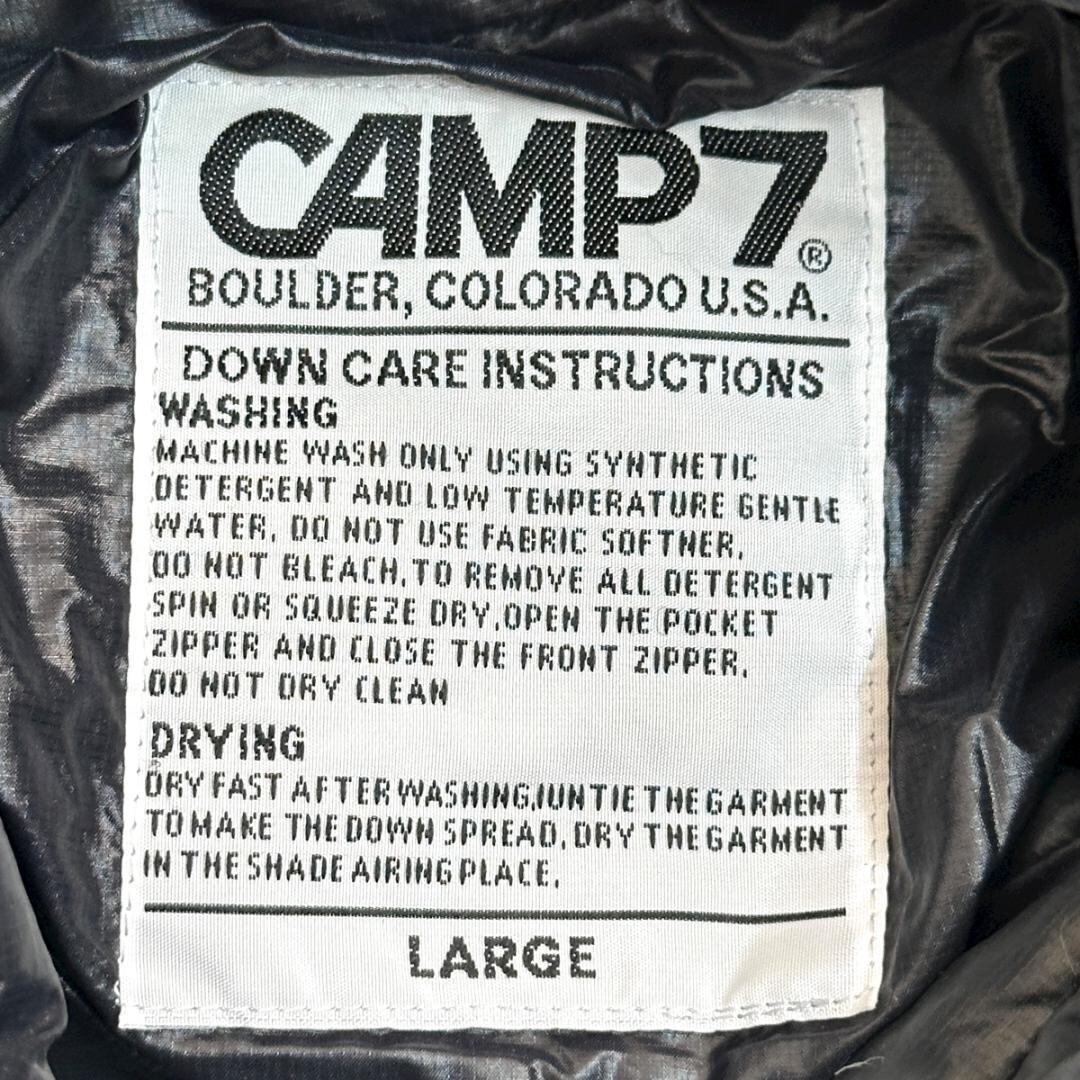 CAMP7®
BOULDER, COLORADO U.S.A.
DOWN CARE INSTRUCTIONS
WASHING
MACHINE WASH ONLY USING SYNTHETIC
DETERGENT AND LOW TEMPERATURE GENTLE
WATER. DO NOT USE FABRIC SOFTNER.
DO NOT BLEACH.TO REMOVE ALL DETERGENT
SPIN OR SQUEEZE DRY.OPEN THE POCKET
ZIPPER AND CLOSE THE FRONT ZIPPER.
DO NOT DRY CLEAN
DRYING
DRY FAST AFTER WASHING.IUNTIE THE GARMENT
TO MAKE THE DOWN SPREAD. DRY THE GARMENT
IN THE SHADE AIRING PLACE.
LARGE